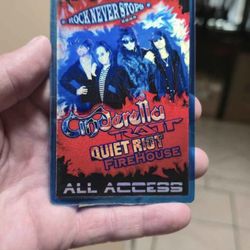 ROCK NEVER STOPS
Cinderella
RATT
QUIET RIOT
FIREHOUSE
ALL ACCESS